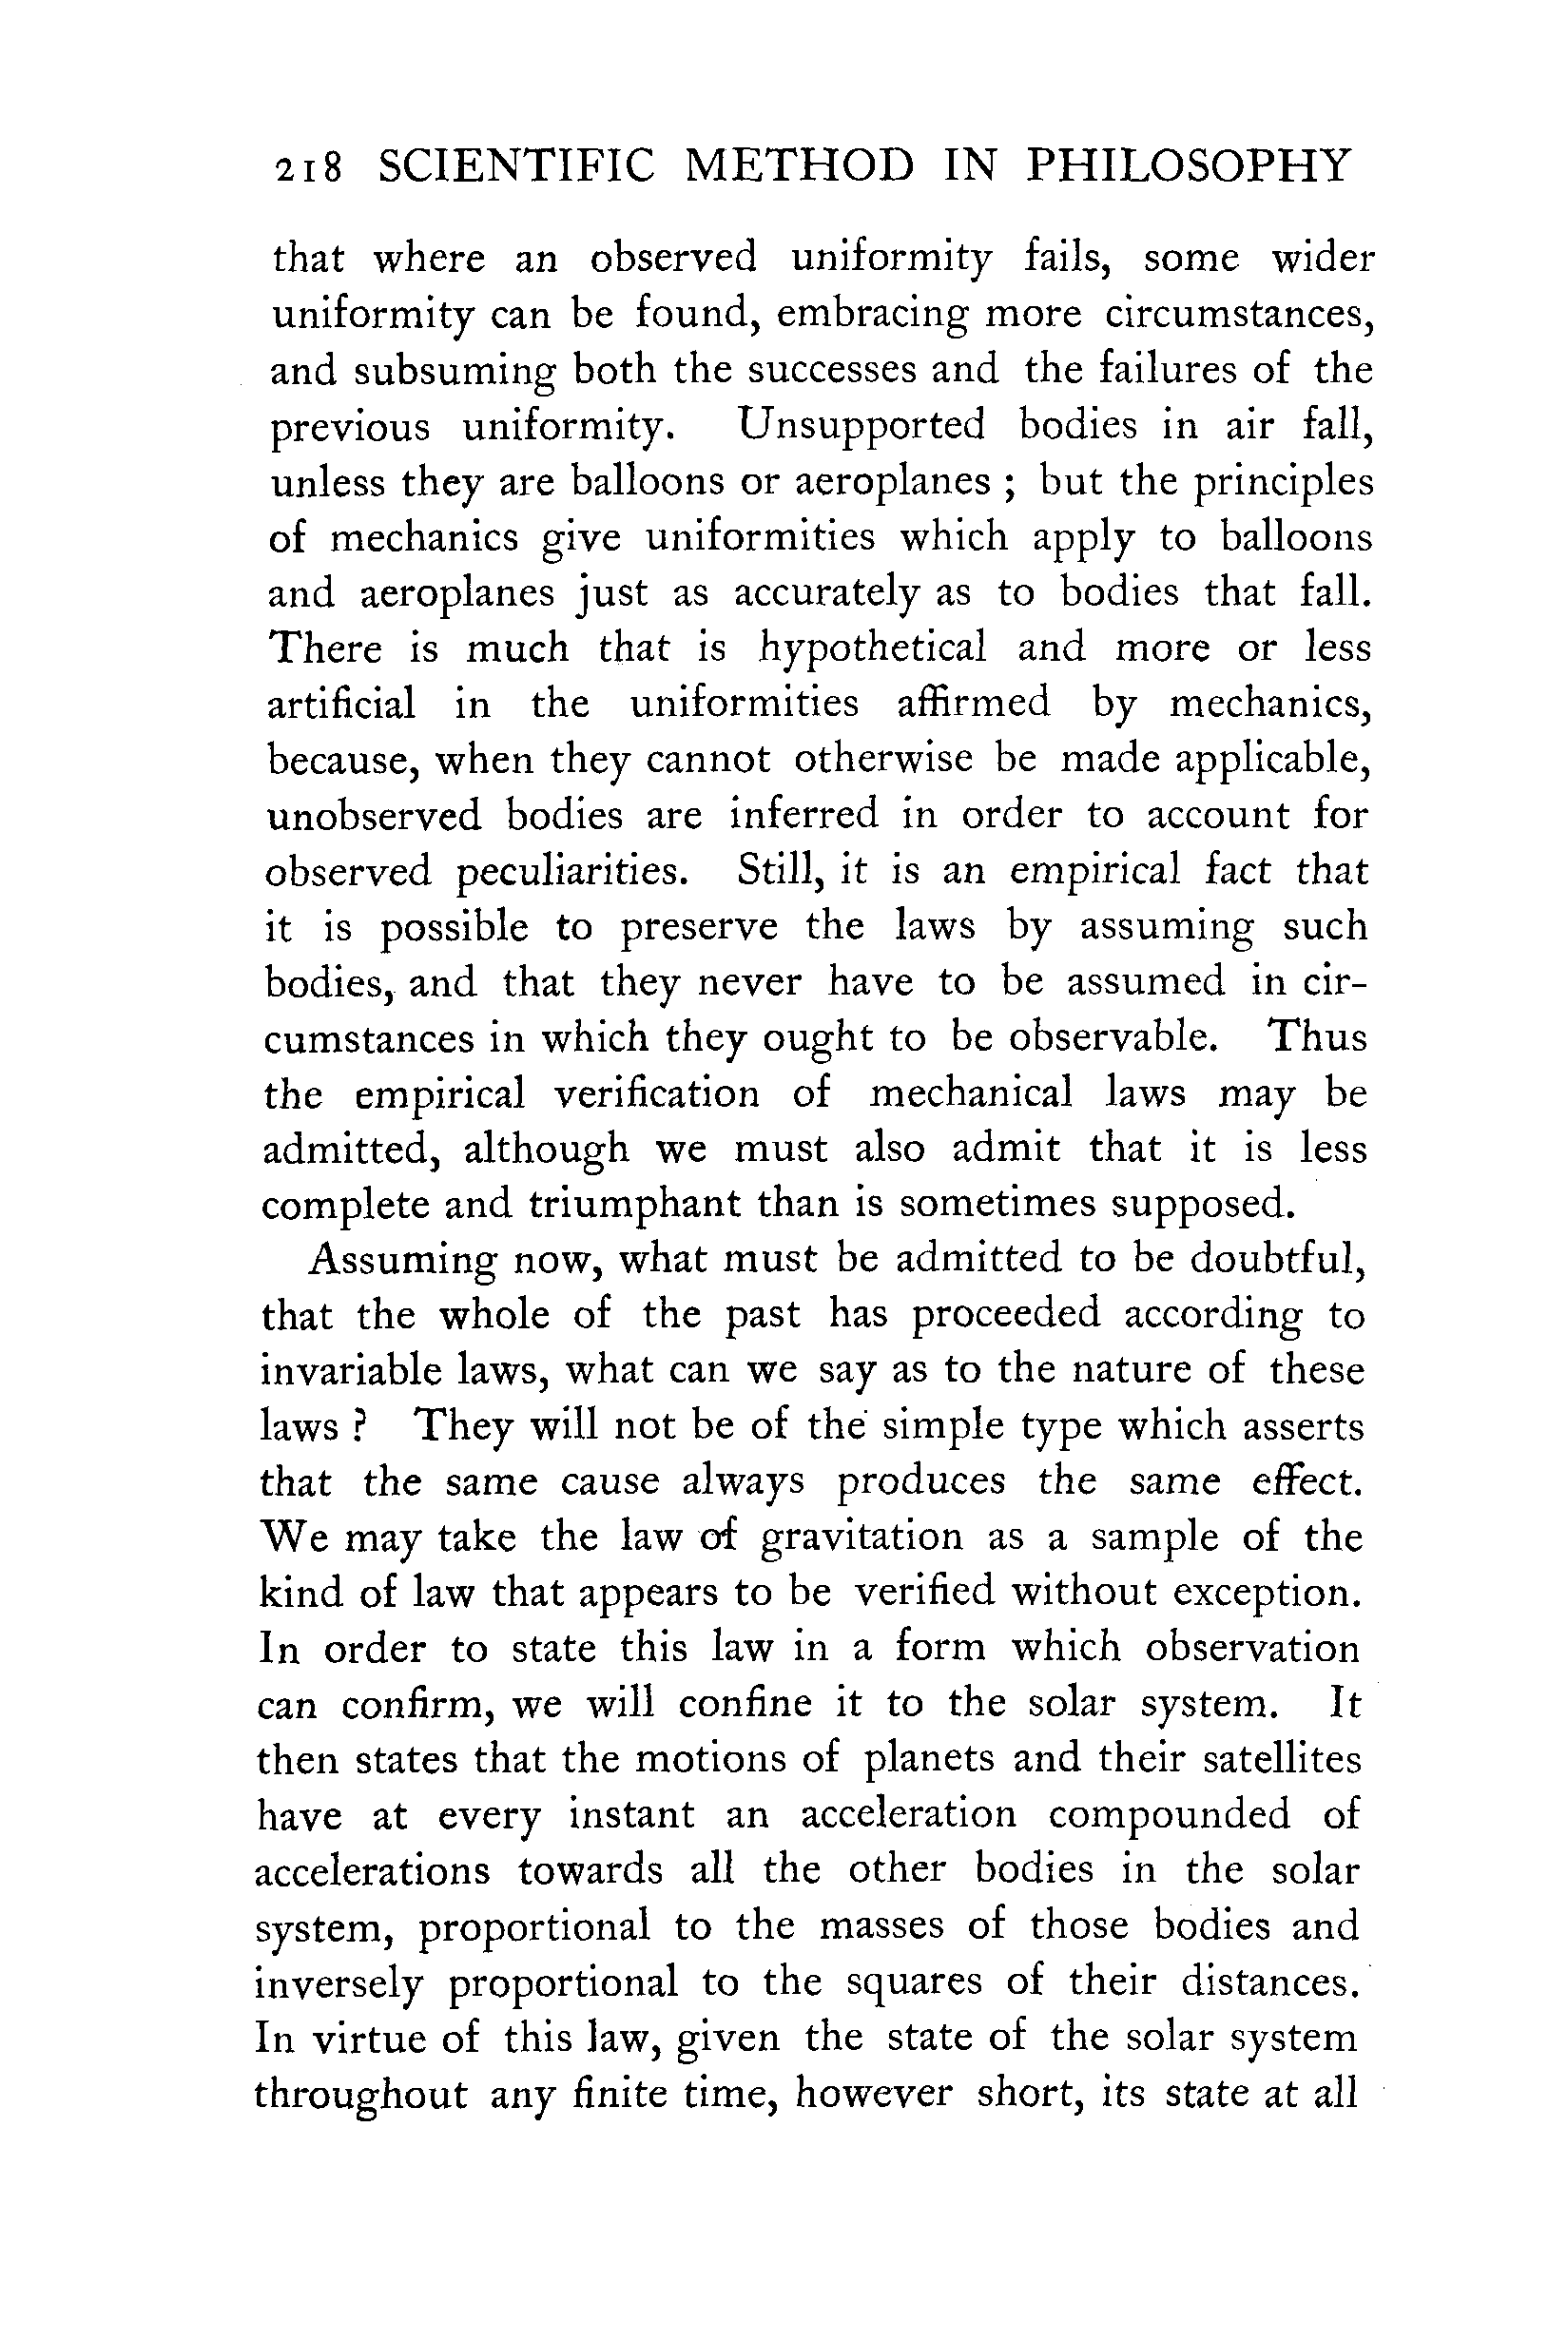 218 SCIENTIFIC METHOD IN PHILOSOPHY
that where an observed uniformity fails, some wider
uniformity can be found, embracing more circumstances,
and subsuming both the successes and the failures of the
previous uniformity. Unsupported bodies in air fall,
unless they are balloons or aeroplanes ; but the principles
of mechanics give uniformities which apply to balloons
and aeroplanes just as accurately as to bodies that fall.
There is much that is hypothetical and more or less
artificial in the uniformities affirmed by mechanics,
because, when they cannot otherwise be made applicable,
unobserved bodies are inferred in order to account for
observed peculiarities. Still, it is an empirical fact that
it is possible to preserve the laws by assuming such
bodies, and that they never have to be assumed in cir-
cumstances in which they ought to be observable. Thus
the empirical verification of mechanical laws may be
admitted, although we must also admit that it is less
complete and triumphant than is sometimes supposed.
Assuming now, what must be admitted to be doubtful,
that the whole of the past has proceeded according to
invariable laws, what can we say as to the nature of these
laws ? They will not be of the simple type which asserts
that the same cause always produces the same effect.
We may take the law of gravitation as a sample of the
kind of law that appears to be verified without exception.
In order to state this law in a form which observation
can confirm, we will confine it to the solar system. It
then states that the motions of planets and their satellites
have at every instant an acceleration compounded of
accelerations towards all the other bodies in the solar
system, proportional to the masses of those bodies and
inversely proportional to the squares of their distances.
In virtue of this law, given the state of the solar system
throughout any finite time, however short, its state at all